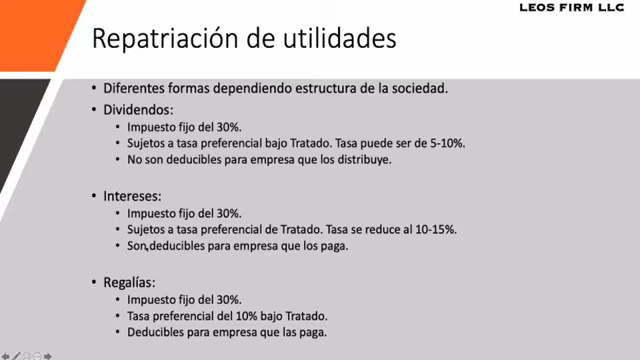 LEOS FIRM LLC
Repatriación de utilidades
• Diferentes formas dependiendo estructura de la sociedad.
• Dividendos:
• Impuesto fijo del 30%.
• Sujetos a tasa preferencial bajo Tratado. Tasa puede ser de 5-10%.
• No son deducibles para empresa que los distribuye.
• Intereses:
• Impuesto fijo del 30%.
• Sujetos a tasa preferencial de Tratado. Tasa se reduce al 10-15%.
• Son deducibles para empresa que los paga.
• Regalías:
• Impuesto fijo del 30%.
• Tasa preferencial del 10% bajo Tratado.
• Deducibles para empresa que las paga.